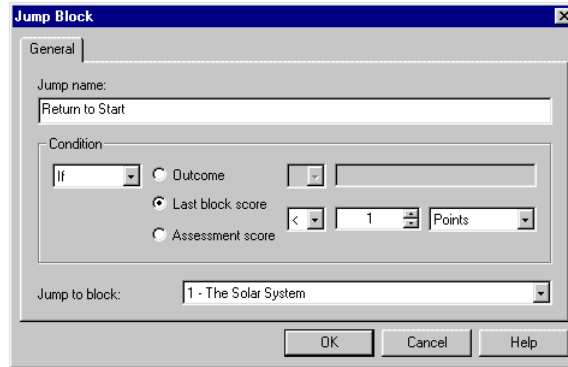 Jump Block
General
Jump name:
Return to Start
Condition
If
Outcome
Last block score
< 1 Points
Assessment score
Jump to block: 1 - The Solar System
OK Cancel Help